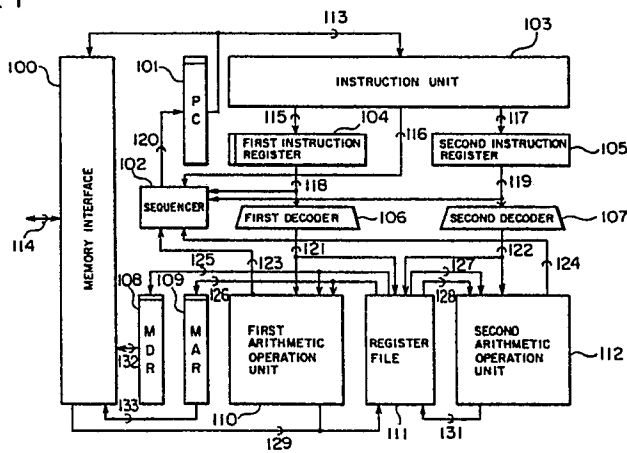 113
103
100
101
PC
INSTRUCTION UNIT
115
104
116
117
120
FIRST INSTRUCTION
REGISTER
SECOND INSTRUCTION
REGISTER
105
102
118
119
SEQUENCER
FIRST DECODER
106
SECOND DECODER
107
114
MEMORY INTERFACE
121
122
125
123
127
124
108
109
126
128
MDR
MAR
FIRST
ARITHMETIC
OPERATION
UNIT
REGISTER
FILE
SECOND
ARITHMETIC
OPERATION
UNIT
112
132
133
110
111
131
129